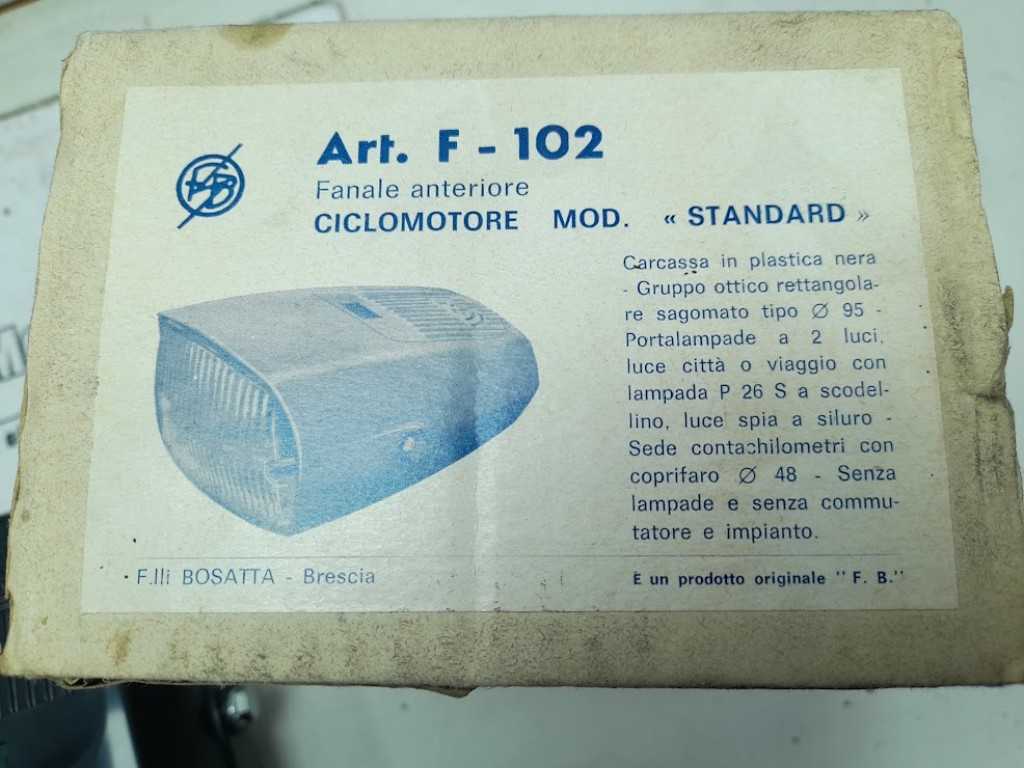 Art. F - 102
Fanale anteriore
CICLOMOTORE MOD. « STANDARD »
Carcassa in plastica nera
- Gruppo ottico rettangola-
re sagomato tipo Ø 95 -
Portalampade a 2 luci,
luce città o viaggio con
lampada P 26 S a scodel-
lino, luce spia a siluro -
Sede contachilometri con
coprifaro Ø 48 - Senza
lampade e senza commu-
tatore e impianto.
F.lli BOSATTA - Brescia
È un prodotto originale "F. B."